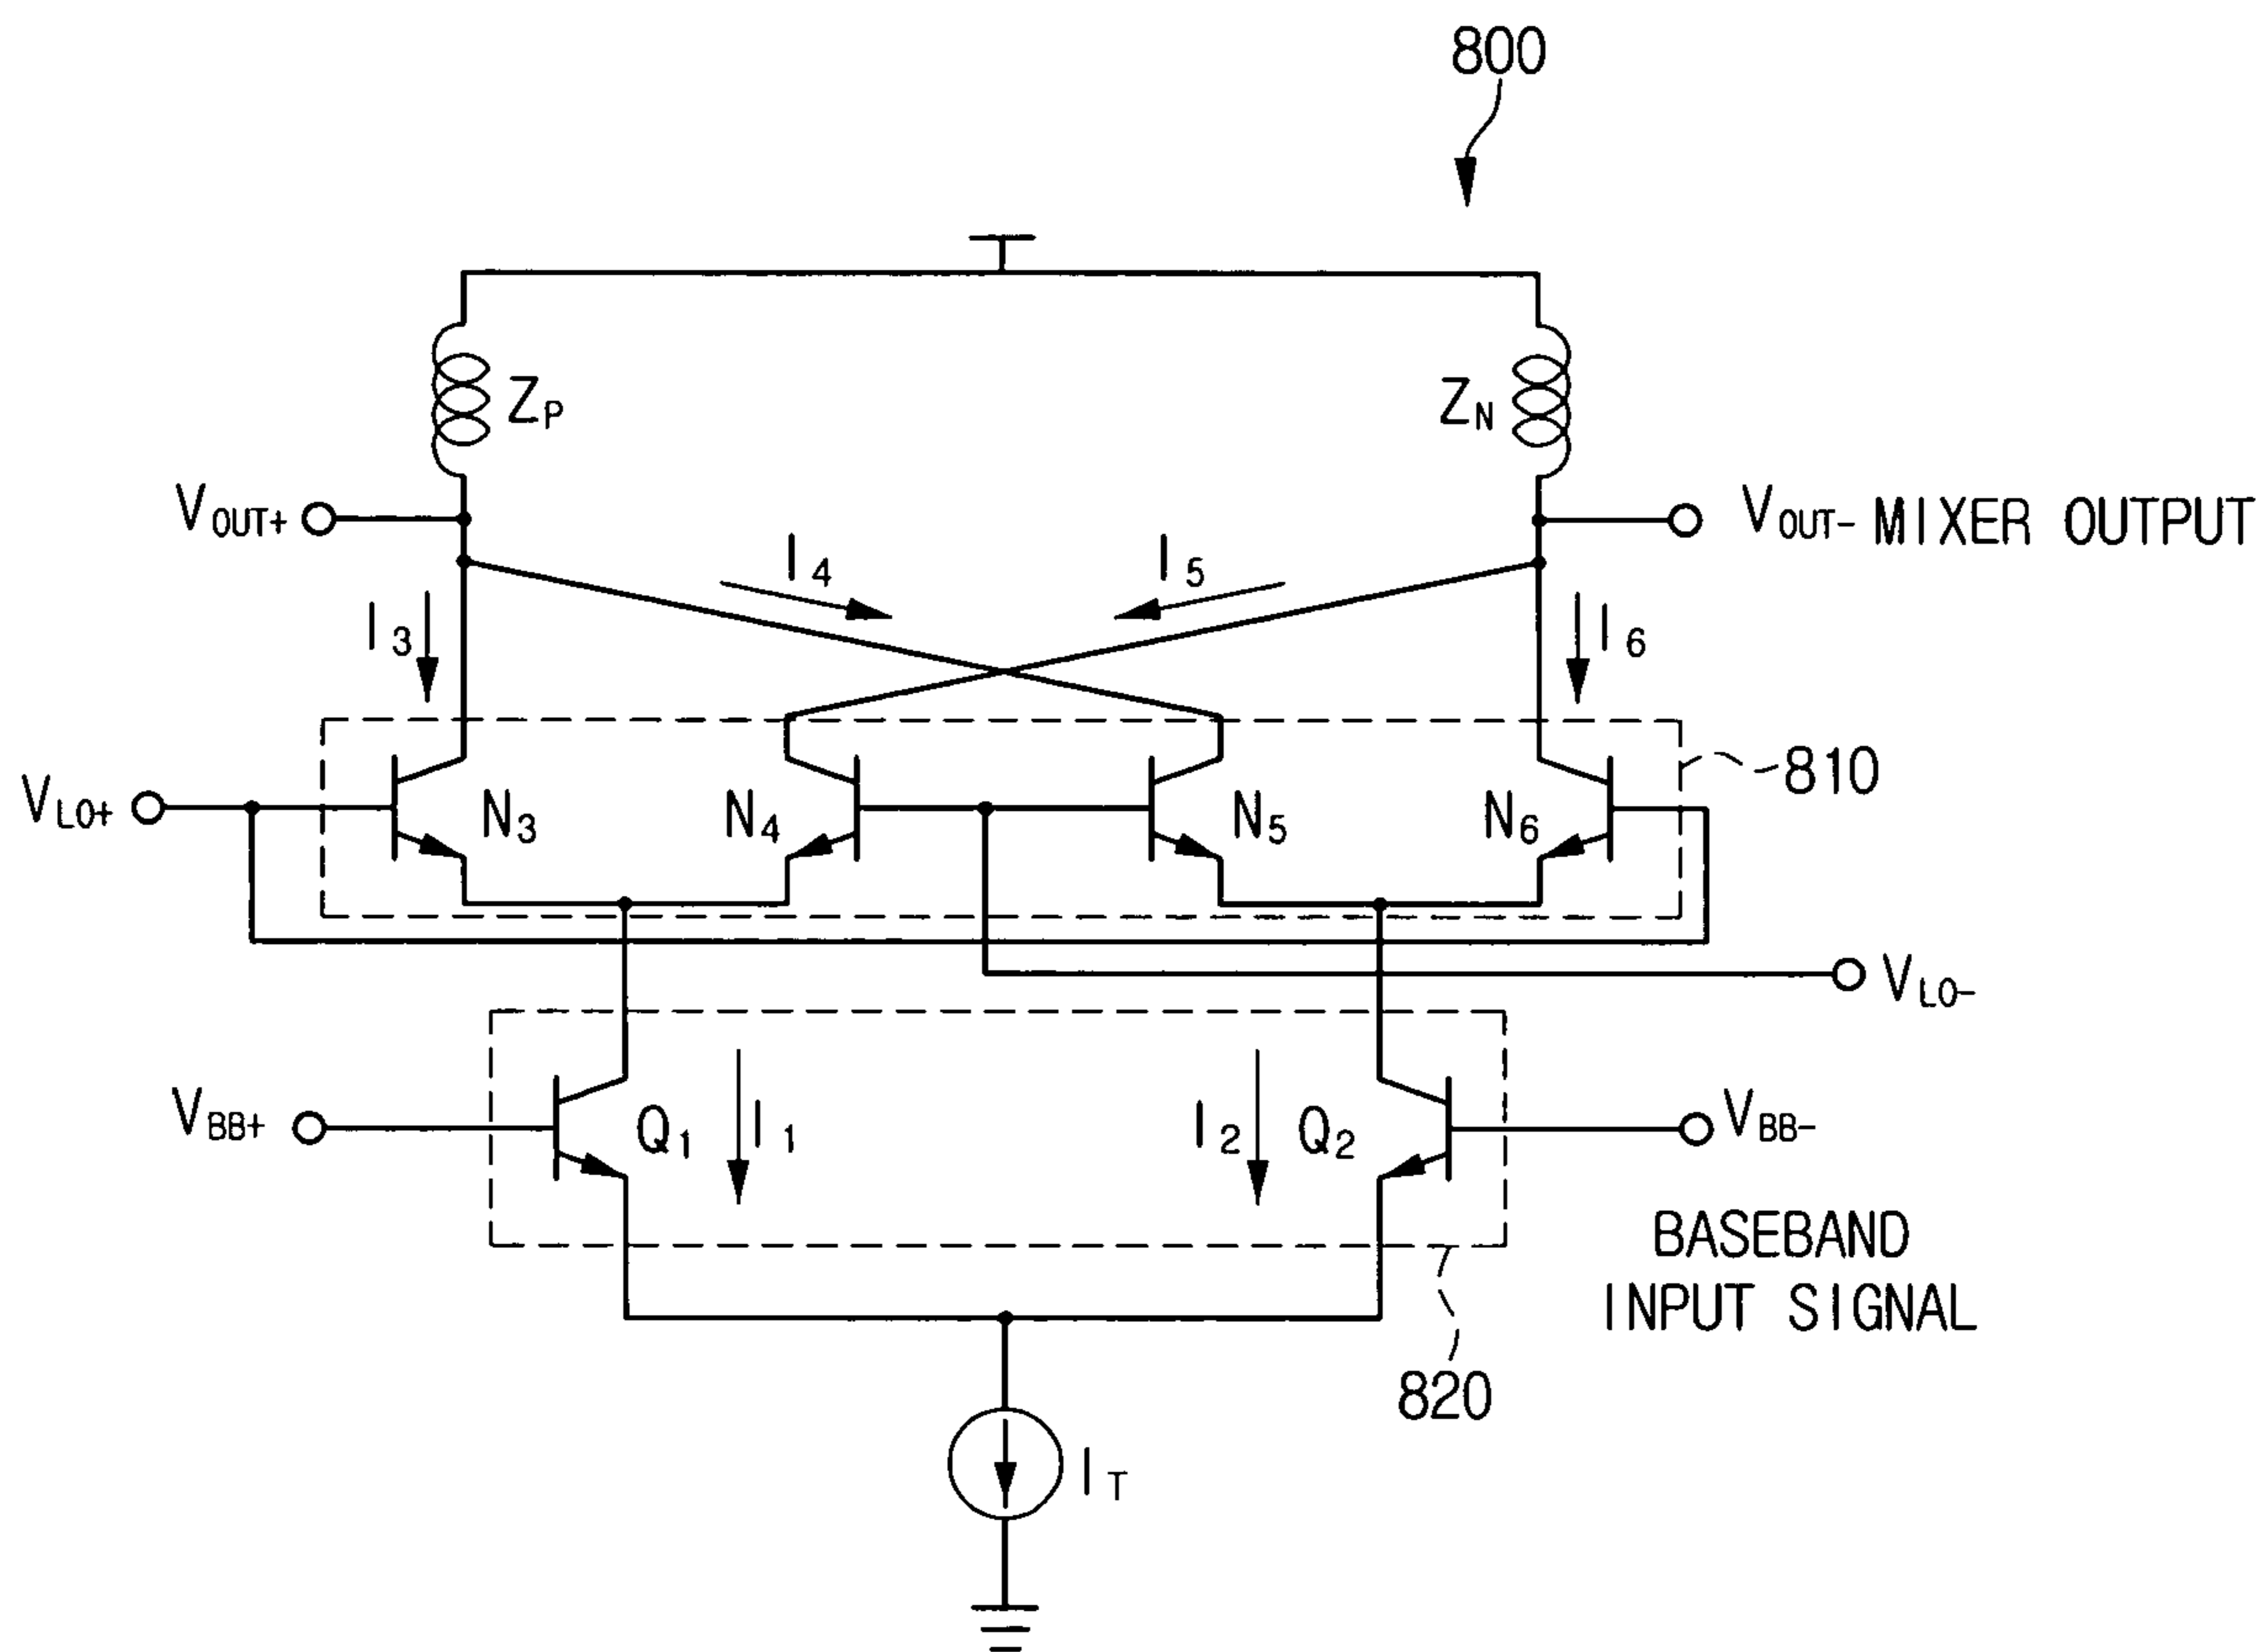 800
Z_P
Z_N
V_OUT+
V_OUT- MIXER OUTPUT
I_4
I_5
I_3
I_6
810
V_LO+
N_3
N_4
N_5
N_6
V_LO-
V_BB+
Q_1
I_1
I_2
Q_2
V_BB-
BASEBAND
INPUT SIGNAL
820
I_T